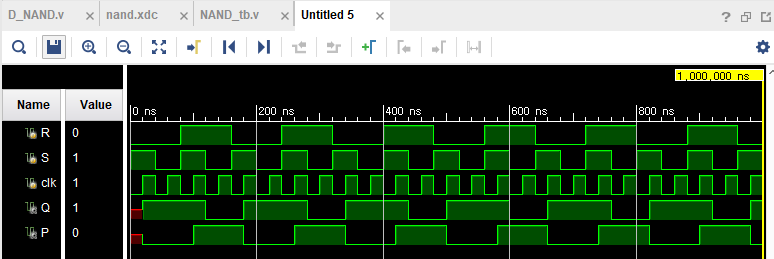 D_NAND.v × nand.xdc × NAND_tb.v × Untitled 5 ×
? 
1,000,000 ns
Name Value
0 ns 200 ns 400 ns 600 ns 800 ns
R 0
S 1
clk 1
Q 1
P 0